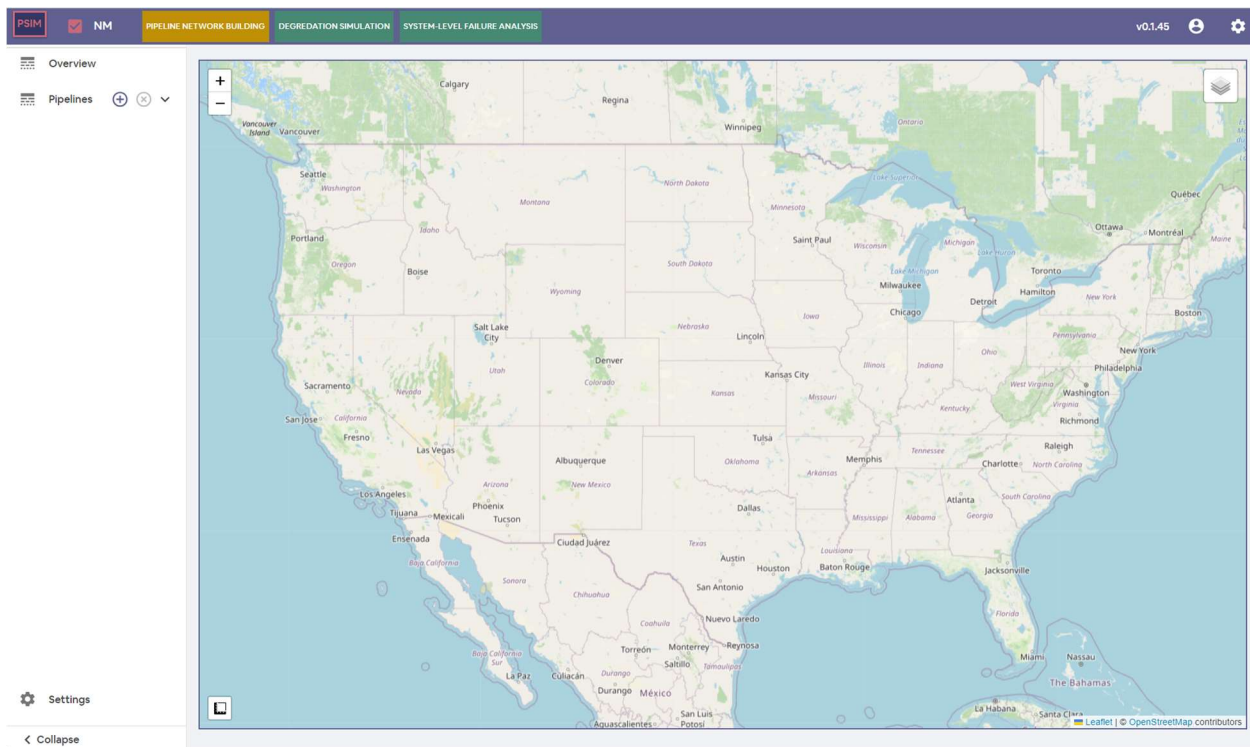 PSIM
NM
PIPELINE NETWORK BUILDING
DEGREDATION SIMULATION
SYSTEM-LEVEL FAILURE ANALYSIS
v0.1.45
Overview
Pipelines
Settings
Collapse
+
−
Calgary
Regina
Winnipeg
Vancouver
Island
Vancouver
Ontario
Seattle
Washington
Montana
North Dakota
Minnesota
Lake Superior
Québec
Ottawa
Montréal
Maine
Portland
Oregon
Idaho
Boise
Saint Paul
Wisconsin
Michigan
Lake Huron
South Dakota
Wyoming
Lake Michigan
Milwaukee
Toronto
Hamilton
Detroit
New York
Chicago
Boston
Iowa
Salt Lake
City
Nebraska
Lincoln
Pennsylvania
New York
Ohio
Philadelphia
Denver
Colorado
Utah
Kansas City
Illinois
Indiana
West Virginia
Washington
Virginia
Sacramento
Nevada
Kansas
Missouri
Kentucky
Richmond
San Jose
California
Fresno
Las Vegas
Tulsa
Raleigh
Albuquerque
Oklahoma
Memphis
Tennessee
Charlotte
North Carolina
Arkansas
Los Angeles
Arizona
New Mexico
Phoenix
Tucson
Tijuana
Mexicali
Dallas
Atlanta
South Carolina
Mississippi
Alabama
Georgia
Ensenada
Ciudad Juárez
Texas
Louisiana
Baja California
Austin
Houston
Baton Rouge
Jacksonville
Sonora
Chihuahua
San Antonio
Florida
Nuevo Laredo
Coahuila
Baja California
Sur
Torreón
Monterrey
Reynosa
Saltillo
Tamaulipas
Miami
Nassau
La Paz
Culiacán
Durango
Durango
México
The Bahamas
La Habana
Santa Clara
San Luis
Potosí
Aguascalientes
Leaflet | © OpenStreetMap contributors